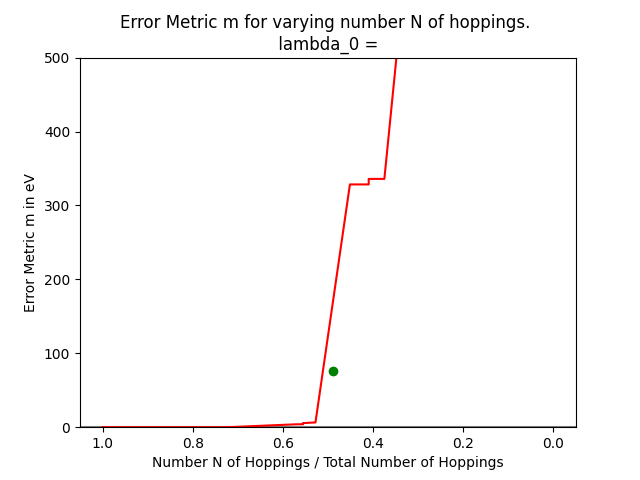 Error Metric m for varying number N of hoppings.
lambda_0 =
Error Metric m in eV
500
400
300
200
100
0
1.0 0.8 0.6 0.4 0.2 0.0
Number N of Hoppings / Total Number of Hoppings